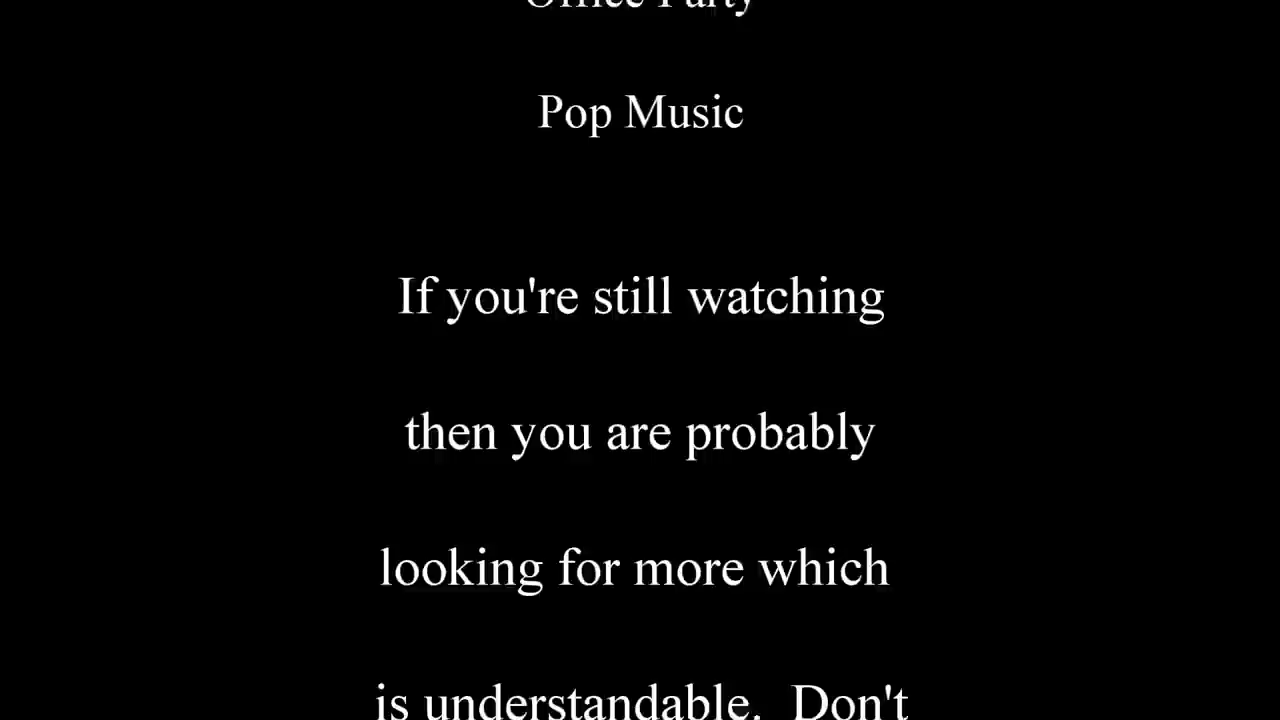 Office Party
Pop Music
If you're still watching
then you are probably
looking for more which
is understandable. Don't